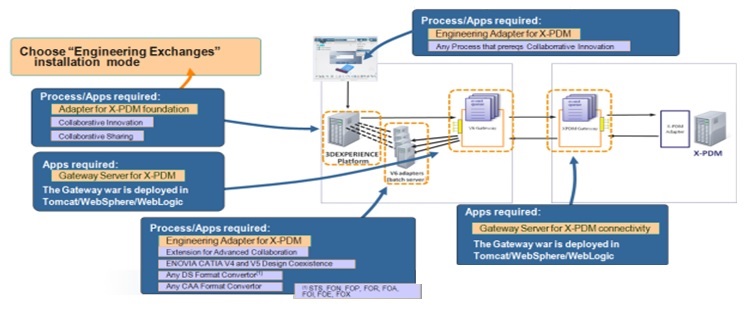 Process/Apps required:
Engineering Adapter for X-PDM
Any Process that prereqs Collaborrative Innovation
Choose "Engineering Exchanges"
installation mode
Process/Apps required:
Adapter for X-PDM foundation
Collaborative Innovation
Collaborative Sharing
Apps required:
Gateway Server for X-PDM
The Gateway war is deployed in
Tomcat/WebSphere/WebLogic
3DEXPERIENCE
Platform
V6 adapters
(batch server)
V6 Gateway
XPDM Gateway
X-PDM
Adapter
X-PDM
Process/Apps required:
Engineering Adapter for X-PDM
Extension for Advanced Collaboration
ENOVIA CATIA V4 and V5 Design Coexistence
Any DS Format Convertor(1)
Any CAA Format Convertor
(1) STS, FON, FOP, FOR, FOA,
FOI, FOE, FOX
Apps required:
Gateway Server for X-PDM connectivity
The Gateway war is deployed in
Tomcat/WebSphere/WebLogic